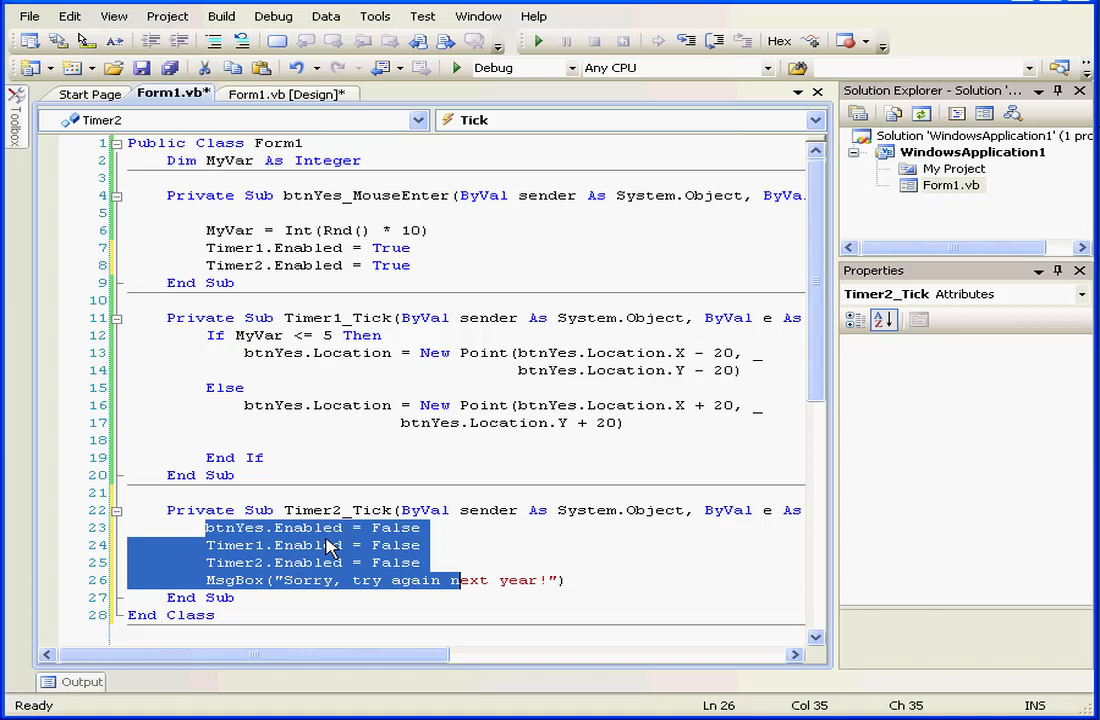 File Edit View Project Build Debug Data Tools Test Window Help
Hex
Debug Any CPU
Toolbox
Start Page Form1.vb* Form1.vb [Design]*
Timer2 Tick
1 Public Class Form1
2 Dim MyVar As Integer
3
4 Private Sub btnYes_MouseEnter(ByVal sender As System.Object, ByVa
5
6 MyVar = Int(Rnd() * 10)
7 Timer1.Enabled = True
8 Timer2.Enabled = True
9 End Sub
10
11 Private Sub Timer1_Tick(ByVal sender As System.Object, ByVal e As
12 If MyVar <= 5 Then
13 btnYes.Location = New Point(btnYes.Location.X - 20, _
14 btnYes.Location.Y - 20)
15 Else
16 btnYes.Location = New Point(btnYes.Location.X + 20, _
17 btnYes.Location.Y + 20)
18
19 End If
20 End Sub
21
22 Private Sub Timer2_Tick(ByVal sender As System.Object, ByVal e As
23 btnYes.Enabled = False
24 Timer1.Enabled = False
25 Timer2.Enabled = False
26 MsgBox("Sorry, try again next year!")
27 End Sub
28 End Class
Solution Explorer - Solution '...
Solution 'WindowsApplication1' (1 pro
WindowsApplication1
My Project
Form1.vb
Properties
Timer2_Tick Attributes
Output
Ready Ln 26 Col 35 Ch 35 INS